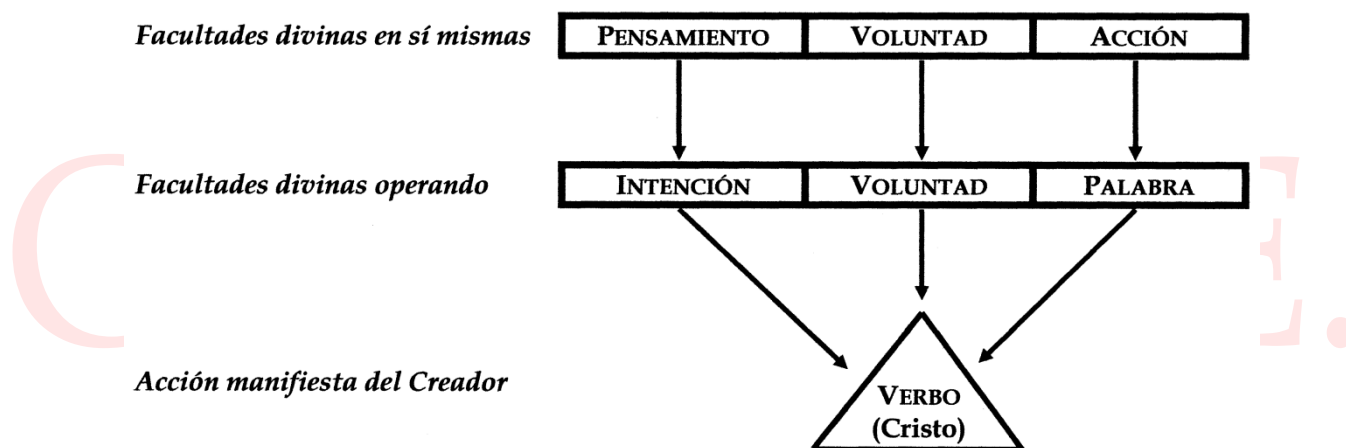 Facultades divinas en sí mismas
PENSAMIENTO VOLUNTAD ACCIÓN
Facultades divinas operando
INTENCIÓN VOLUNTAD PALABRA
Acción manifiesta del Creador
VERBO
(Cristo)